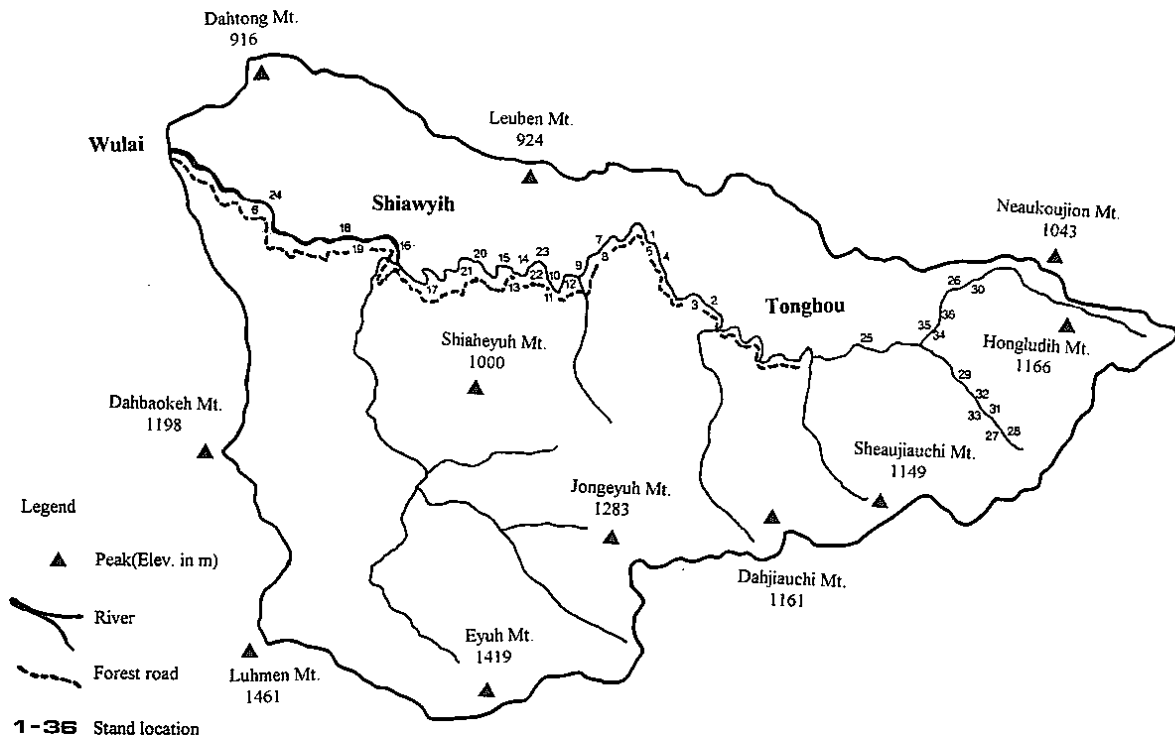 Dahtong Mt.
916
Leuben Mt.
924
Wulai
Shiawyih
Neaukoujion Mt.
1043
24
6
18
19
16
17
20
21
15
14
13
23
22
10
11
12
9
7
8
1
5
4
3
2
Tonghou
25
26
30
36
35
34
Hongludih Mt.
1166
29
32
33
31
27
28
Shiaheyuh Mt.
1000
Dahbaokeh Mt.
1198
Sheaujiauchi Mt.
1149
Jongeyuh Mt.
1283
Dahjiauchi Mt.
1161
Eyuh Mt.
1419
Luhmen Mt.
1461
Legend
Peak(Elev. in m)
River
Forest road
1-36 Stand location